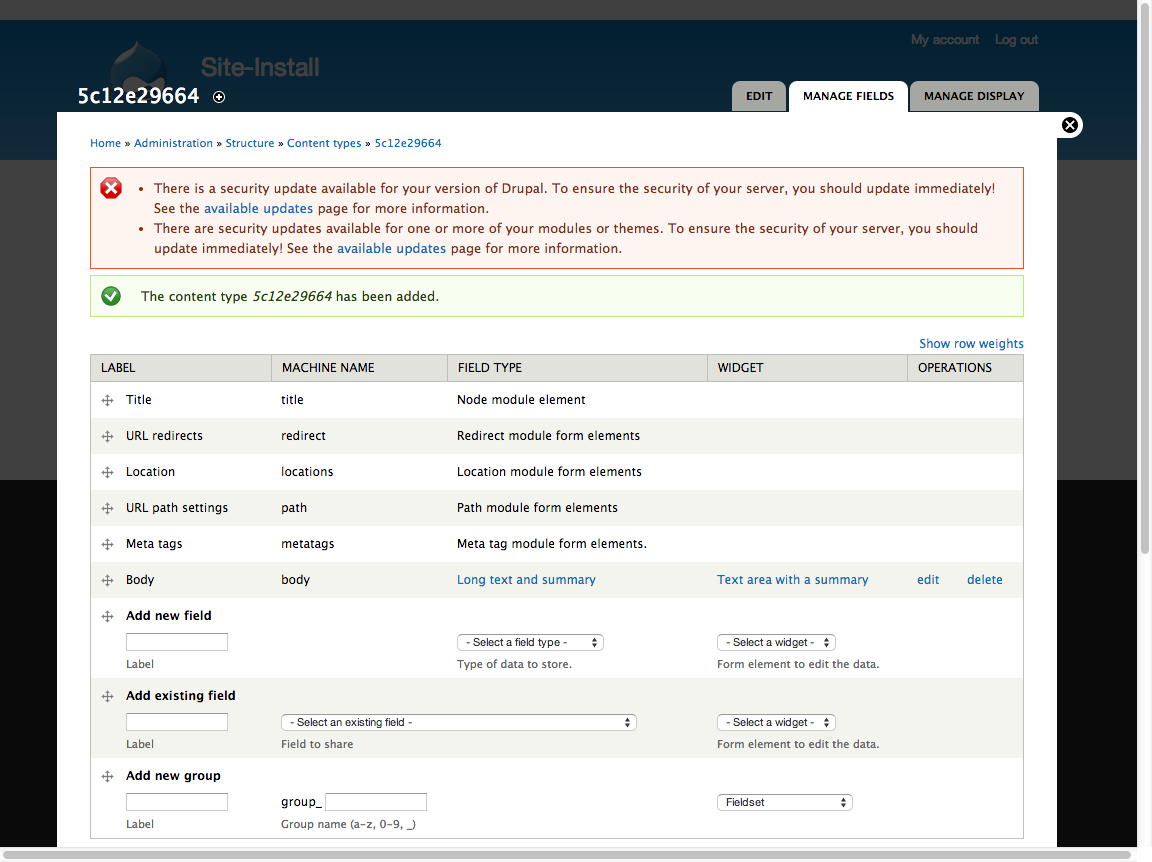 My account Log out
Site-Install
5c12e29664
EDIT MANAGE FIELDS MANAGE DISPLAY
Home » Administration » Structure » Content types » 5c12e29664
• There is a security update available for your version of Drupal. To ensure the security of your server, you should update immediately!
See the available updates page for more information.
• There are security updates available for one or more of your modules or themes. To ensure the security of your server, you should
update immediately! See the available updates page for more information.
The content type 5c12e29664 has been added.
Show row weights
LABEL MACHINE NAME FIELD TYPE WIDGET OPERATIONS
Title title Node module element
URL redirects redirect Redirect module form elements
Location locations Location module form elements
URL path settings path Path module form elements
Meta tags metatags Meta tag module form elements.
Body body Long text and summary Text area with a summary edit delete
Add new field
- Select a field type - - Select a widget -
Label Type of data to store. Form element to edit the data.
Add existing field
- Select an existing field - - Select a widget -
Label Field to share Form element to edit the data.
Add new group
group_ Fieldset
Label Group name (a-z, 0-9, _)